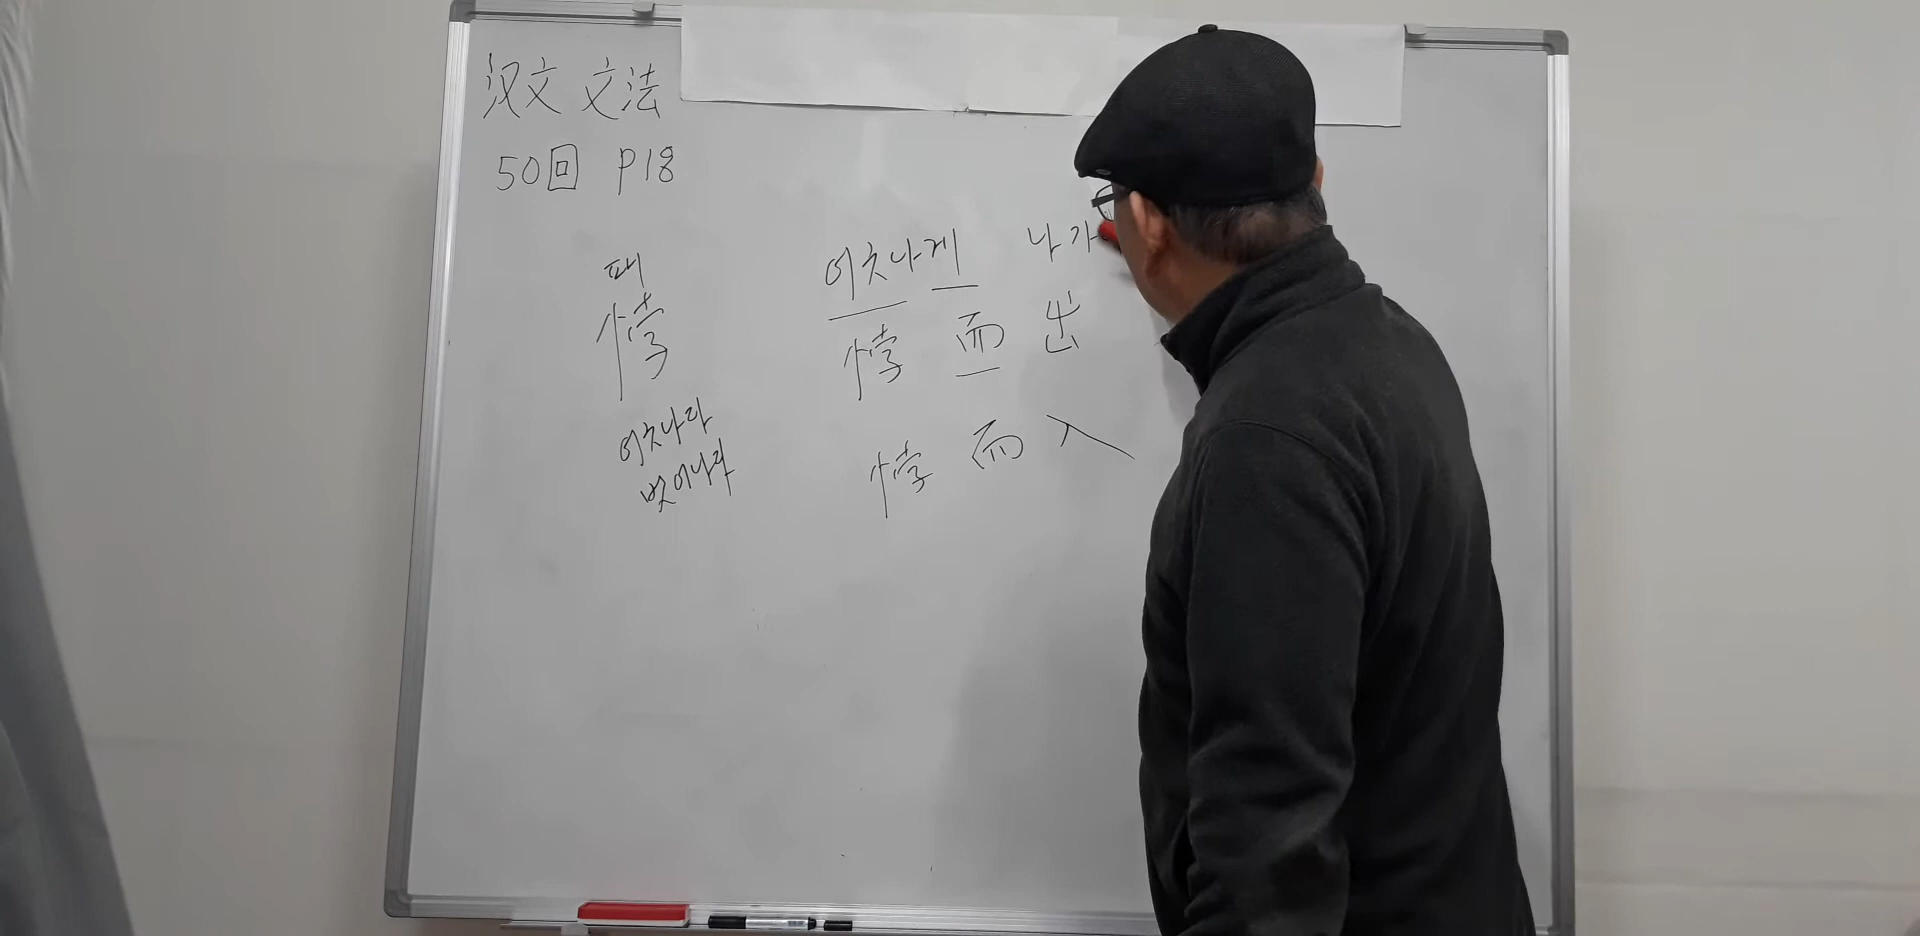 汉文 文法
50回 P18
패
悖
어긋나다
벗어나다
어긋나게 나가
悖 而 出
悖 而 入